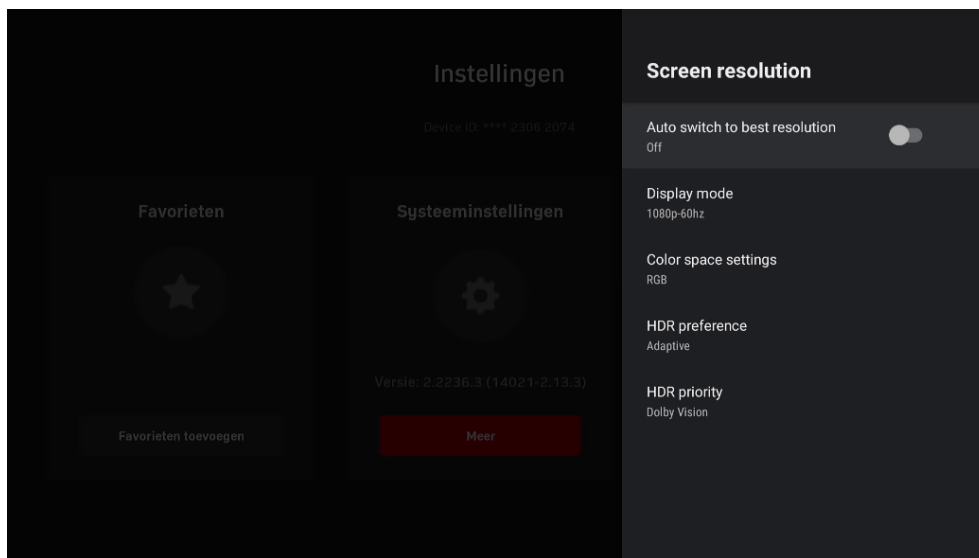 Instellingen
Device ID: **** 2306 2074
Favorieten
Systeeminstellingen
Versie: 2.2236.3 (14021-2.13.3)
Favorieten toevoegen
Meer
Screen resolution
Auto switch to best resolution
Off
Display mode
1080p-60hz
Color space settings
RGB
HDR preference
Adaptive
HDR priority
Dolby Vision